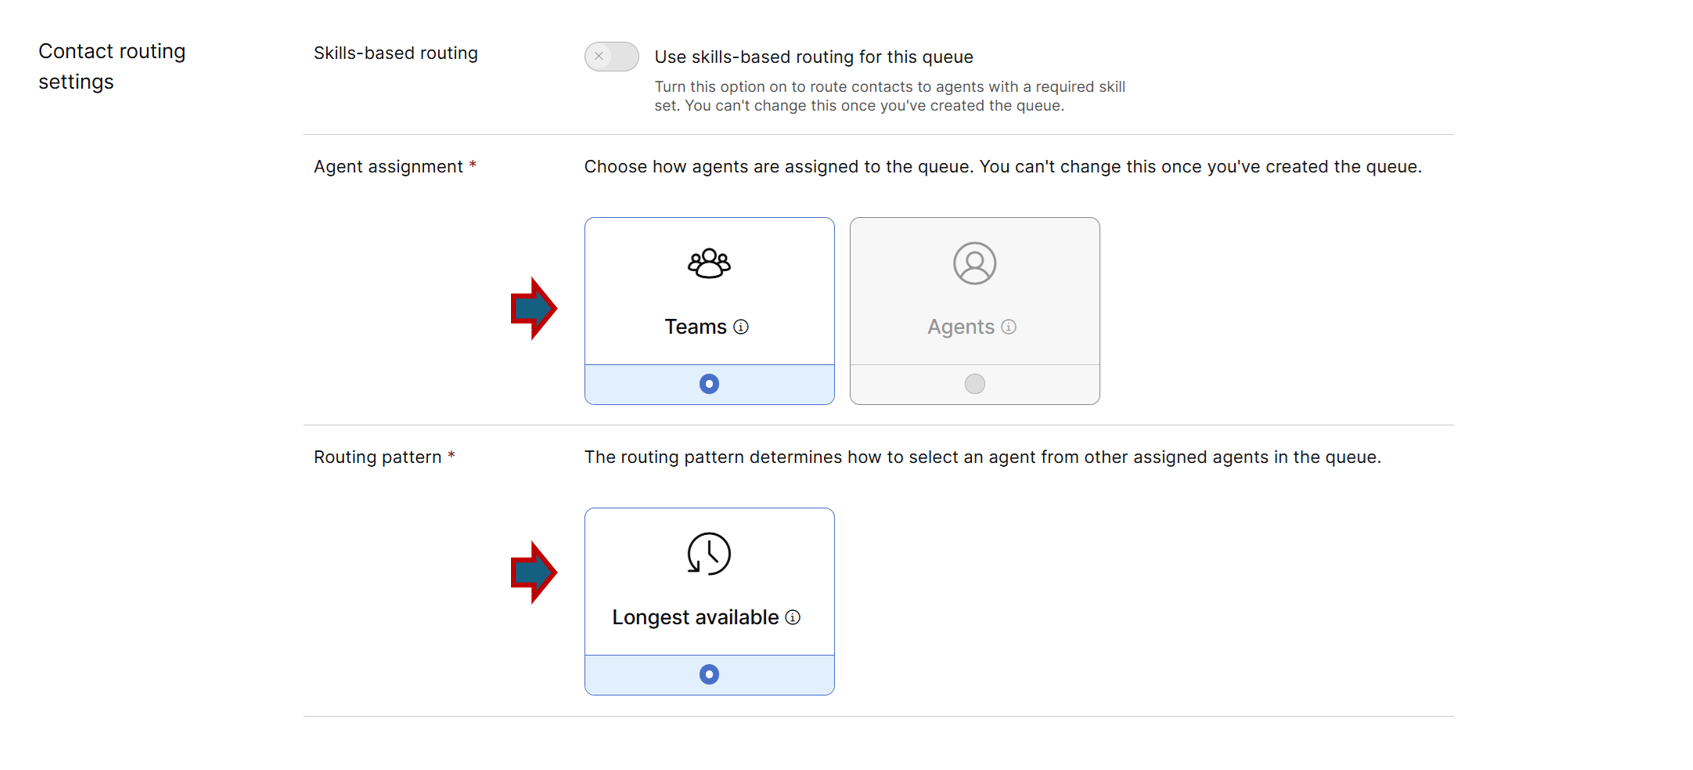 Contact routing
settings
Skills-based routing
Use skills-based routing for this queue
Turn this option on to route contacts to agents with a required skill
set. You can't change this once you've created the queue.
Agent assignment *
Choose how agents are assigned to the queue. You can't change this once you've created the queue.
Teams
Agents
Routing pattern *
The routing pattern determines how to select an agent from other assigned agents in the queue.
Longest available